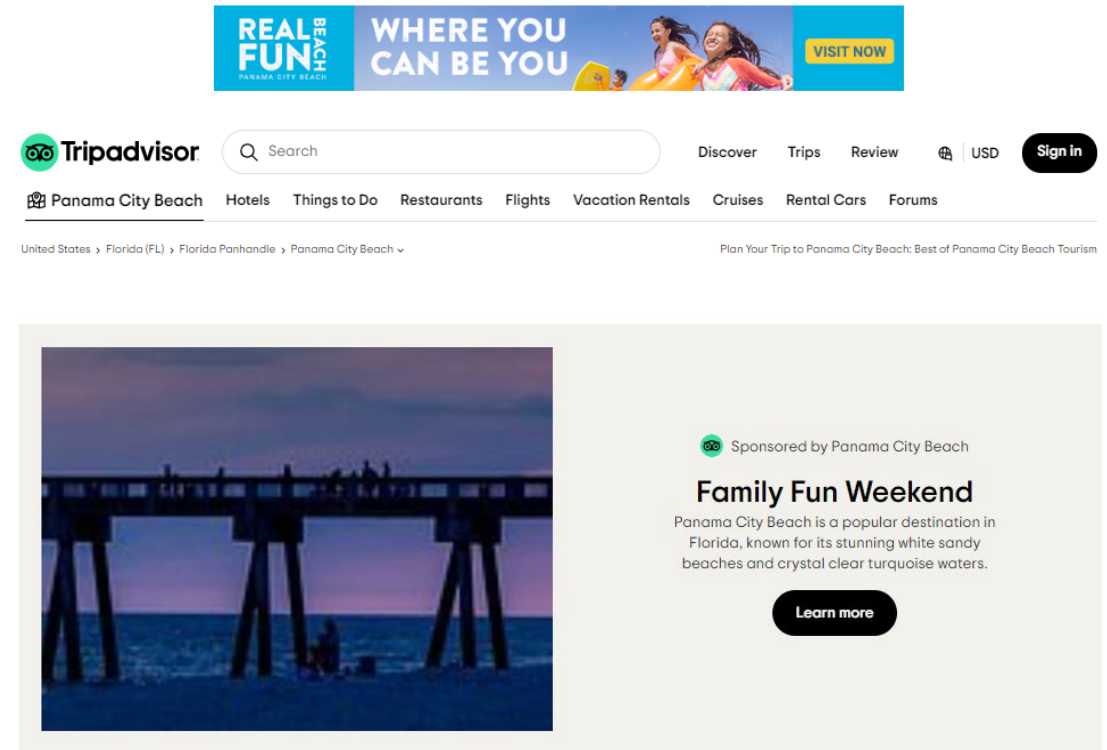 REAL
FUN
BEACH
PANAMA CITY BEACH
WHERE YOU
CAN BE YOU
VISIT NOW
Tripadvisor
Search
Discover
Trips
Review
USD
Sign in
Panama City Beach
Hotels
Things to Do
Restaurants
Flights
Vacation Rentals
Cruises
Rental Cars
Forums
United States › Florida (FL) › Florida Panhandle › Panama City Beach
Plan Your Trip to Panama City Beach: Best of Panama City Beach Tourism
Sponsored by Panama City Beach
Family Fun Weekend
Panama City Beach is a popular destination in
Florida, known for its stunning white sandy
beaches and crystal clear turquoise waters.
Learn more